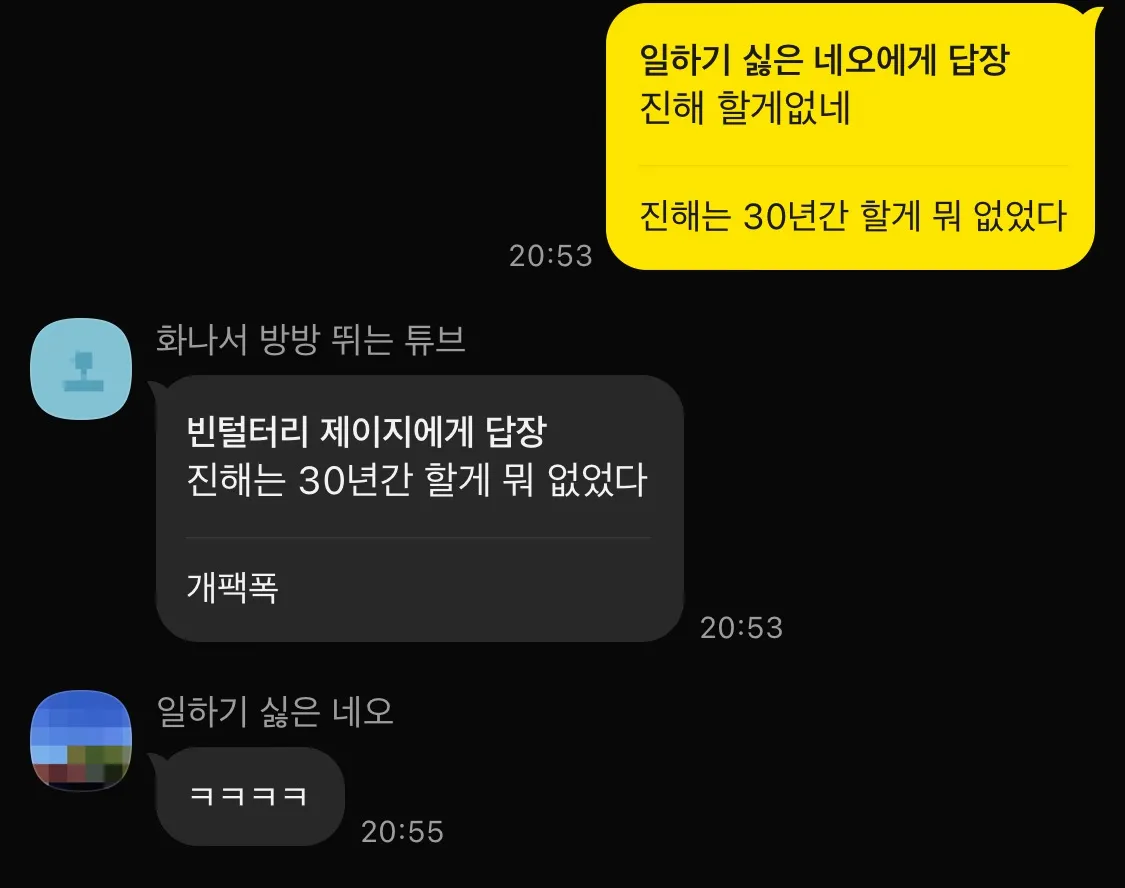 일하기 싫은 네오에게 답장
진해 할게없네
진해는 30년간 할게 뭐 없었다
20:53
화나서 방방 뛰는 튜브
빈털터리 제이지에게 답장
진해는 30년간 할게 뭐 없었다
개팩폭
20:53
일하기 싫은 네오
ㅋㅋㅋㅋ
20:55